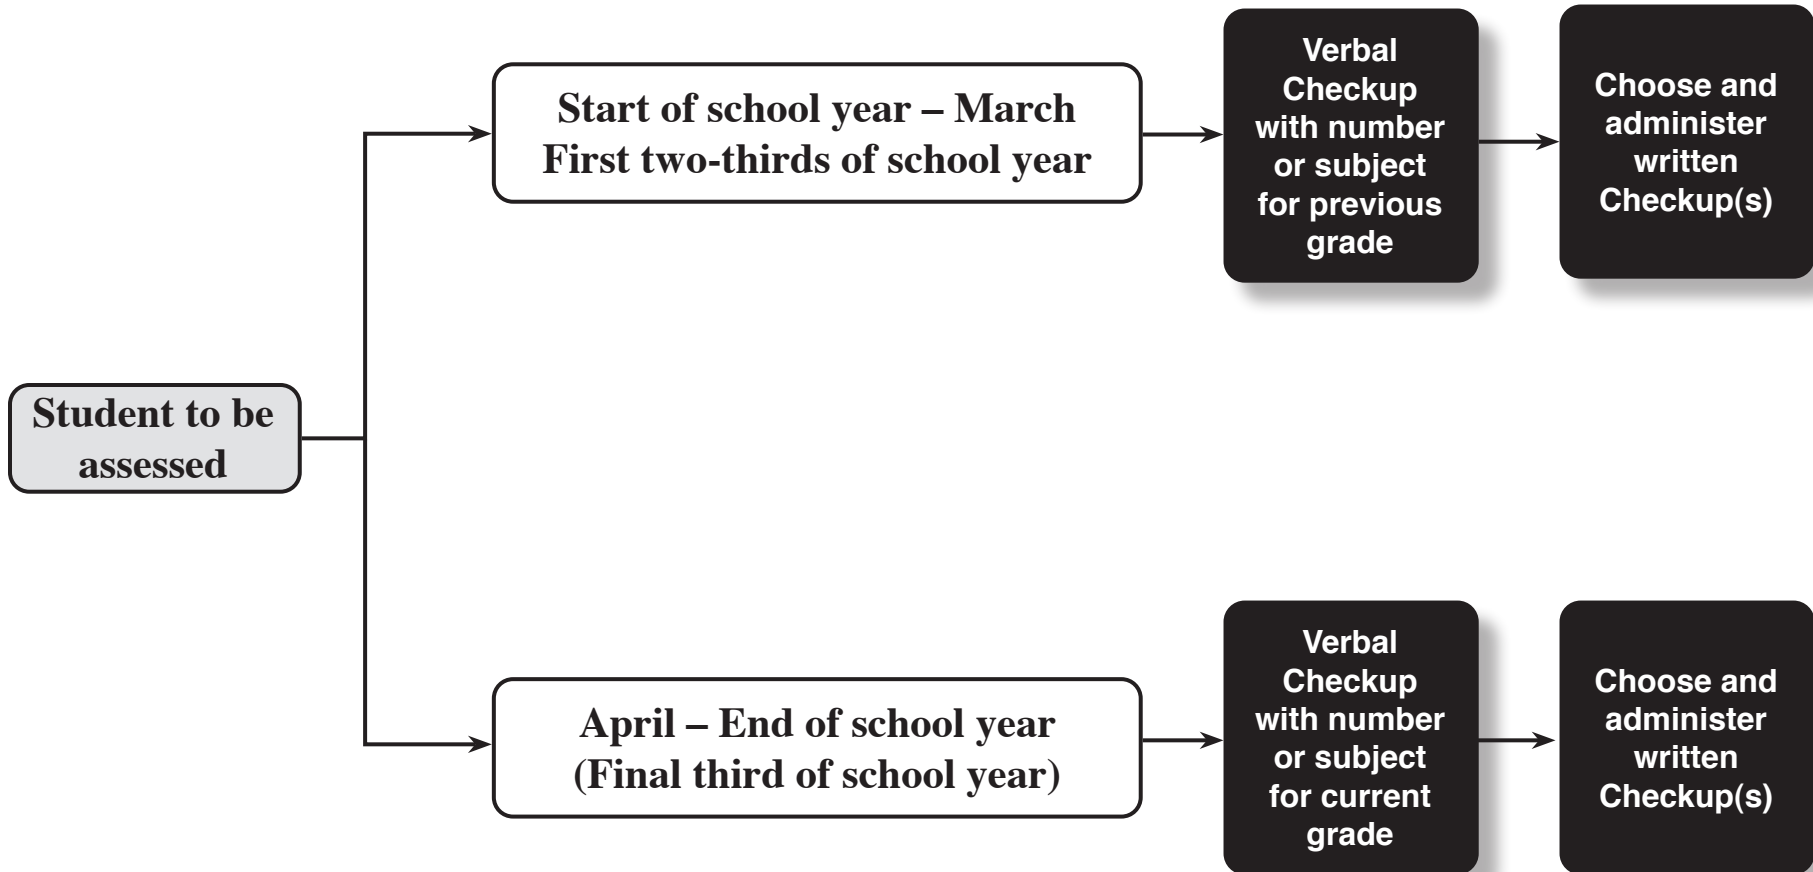 Student to be
assessed
Start of school year – March
First two-thirds of school year
Verbal
Checkup
with number
or subject
for previous
grade
Choose and
administer
written
Checkup(s)
April – End of school year
(Final third of school year)
Verbal
Checkup
with number
or subject
for current
grade
Choose and
administer
written
Checkup(s)